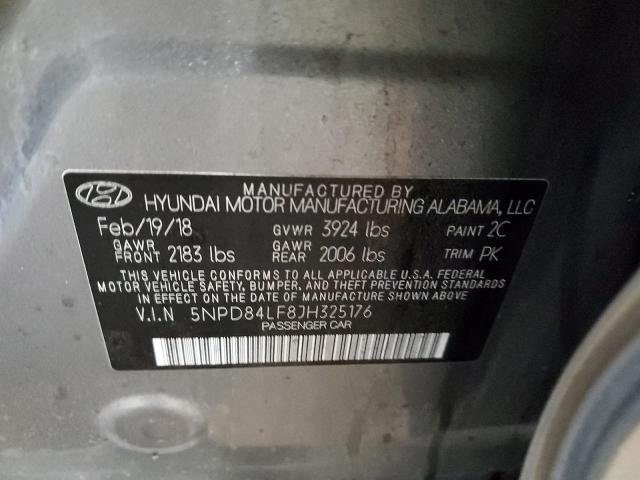 MANUFACTURED BY
HYUNDAI MOTOR MANUFACTURING ALABAMA, LLC
Feb/19/18 GVWR 3924 lbs PAINT 2C
GAWR FRONT 2183 lbs GAWR REAR 2006 lbs TRIM PK
THIS VEHICLE CONFORMS TO ALL APPLICABLE U.S.A. FEDERAL
MOTOR VEHICLE SAFETY, BUMPER, AND THEFT PREVENTION STANDARDS
IN EFFECT ON THE DATE OF MANUFACTURE SHOWN ABOVE.
V.I.N 5NPD84LF8JH325176
PASSENGER CAR